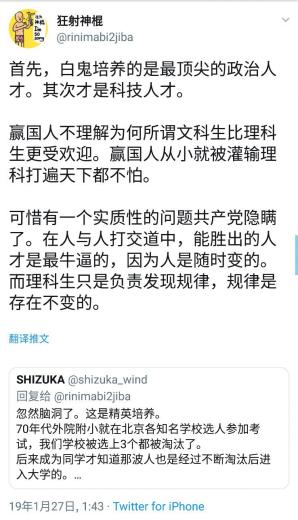 狂射神棍
@rinimabi2jiba
首先，白鬼培养的是最顶尖的政治人
才。其次才是科技人才。
赢国人不理解为何所谓文科生比理科
生更受欢迎。赢国人从小就被灌输理
科打遍天下都不怕。
可惜有一个实质性的问题共产党隐瞒
了。在人与人打交道中，能胜出的人
才是最牛逼的，因为人是随时变的。
而理科生只是负责发现规律，规律是
存在不变的。
翻译推文
SHIZUKA @shizuka_wind
回复给 @rinimabi2jiba
忽然脑洞了。这是精英培养。
70年代外院附小就在北京各知名学校选人参加考
试，我们学校被选上3个都被淘汰了。
后来成为同学才知道那波人也是经过不断淘汰后进
入大学的。…
19年1月27日, 1:43 · Twitter for iPhone